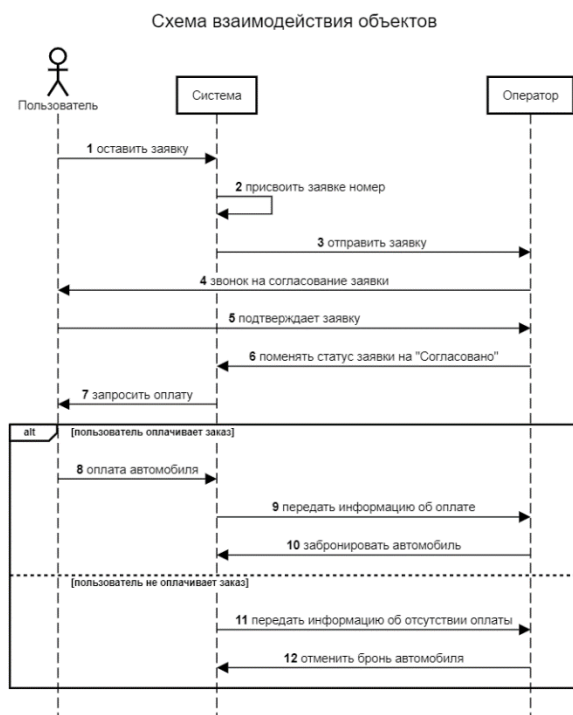 Схема взаимодействия объектов
Пользователь
Система
Оператор
1 оставить заявку
2 присвоить заявке номер
3 отправить заявку
4 звонок на согласование заявки
5 подтверждает заявку
6 поменять статус заявки на "Согласовано"
7 запросить оплату
alt [пользователь оплачивает заказ]
8 оплата автомобиля
9 передать информацию об оплате
10 забронировать автомобиль
[пользователь не оплачивает заказ]
11 передать информацию об отсутствии оплаты
12 отменить бронь автомобиля